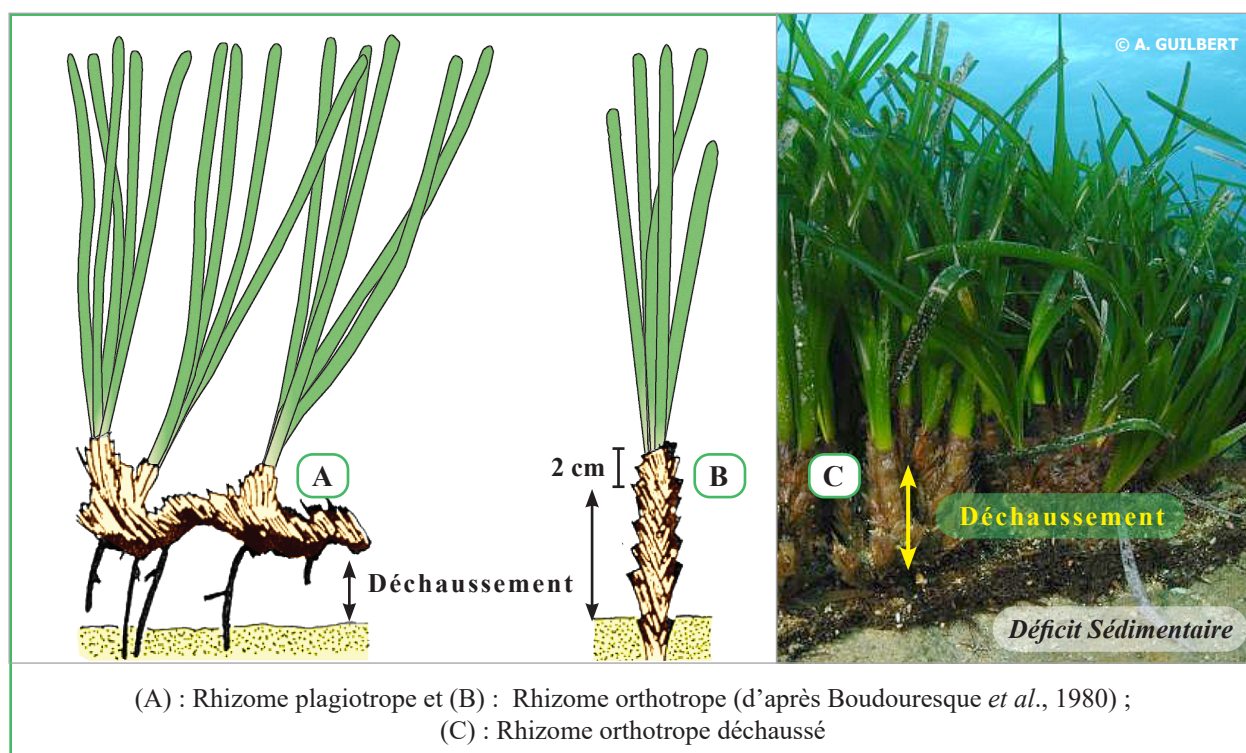 © A. GUILBERT
A
2 cm
B
C
Déchaussement
Déchaussement
Déficit Sédimentaire
(A) : Rhizome plagiotrope et (B) : Rhizome orthotrope (d’après Boudouresque et al., 1980) ;
(C) : Rhizome orthotrope déchaussé